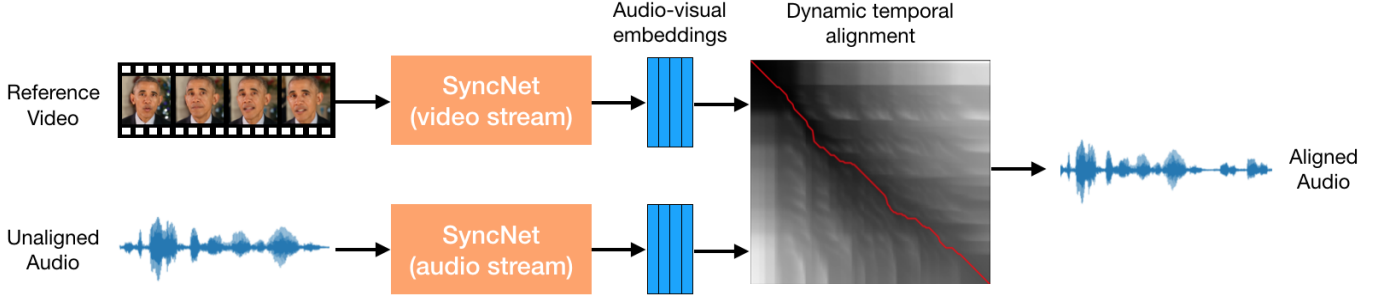 Audio-visual
embeddings
Dynamic temporal
alignment
Reference
Video
SyncNet
(video stream)
Unaligned
Audio
SyncNet
(audio stream)
Aligned
Audio